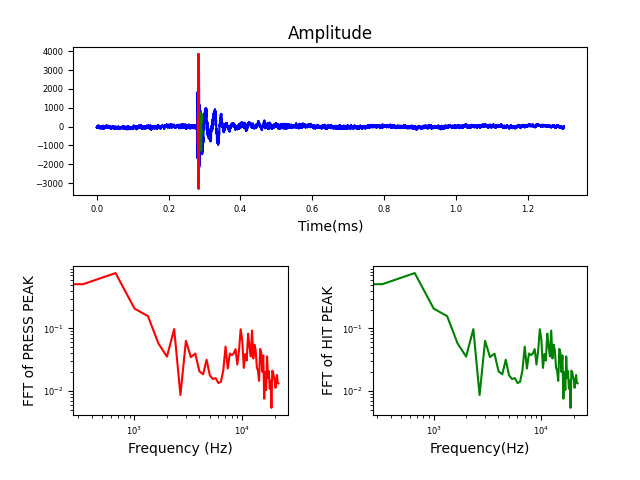 Amplitude
4000
3000
2000
1000
0
−1000
−2000
−3000
0.0 0.2 0.4 0.6 0.8 1.0 1.2
Time(ms)
FFT of PRESS PEAK
10⁻¹
10⁻²
10³ 10⁴
Frequency (Hz)
FFT of HIT PEAK
10⁻¹
10⁻²
10³ 10⁴
Frequency(Hz)